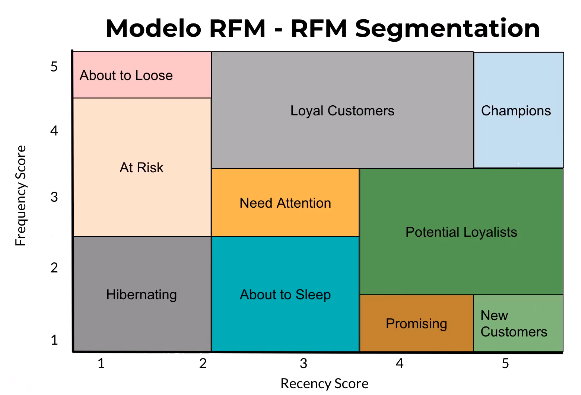 Modelo RFM - RFM Segmentation
Frequency Score
5
4
3
2
1
About to Loose
Loyal Customers
Champions
At Risk
Need Attention
Potential Loyalists
Hibernating
About to Sleep
Promising
New
Customers
1
2
3
4
5
Recency Score